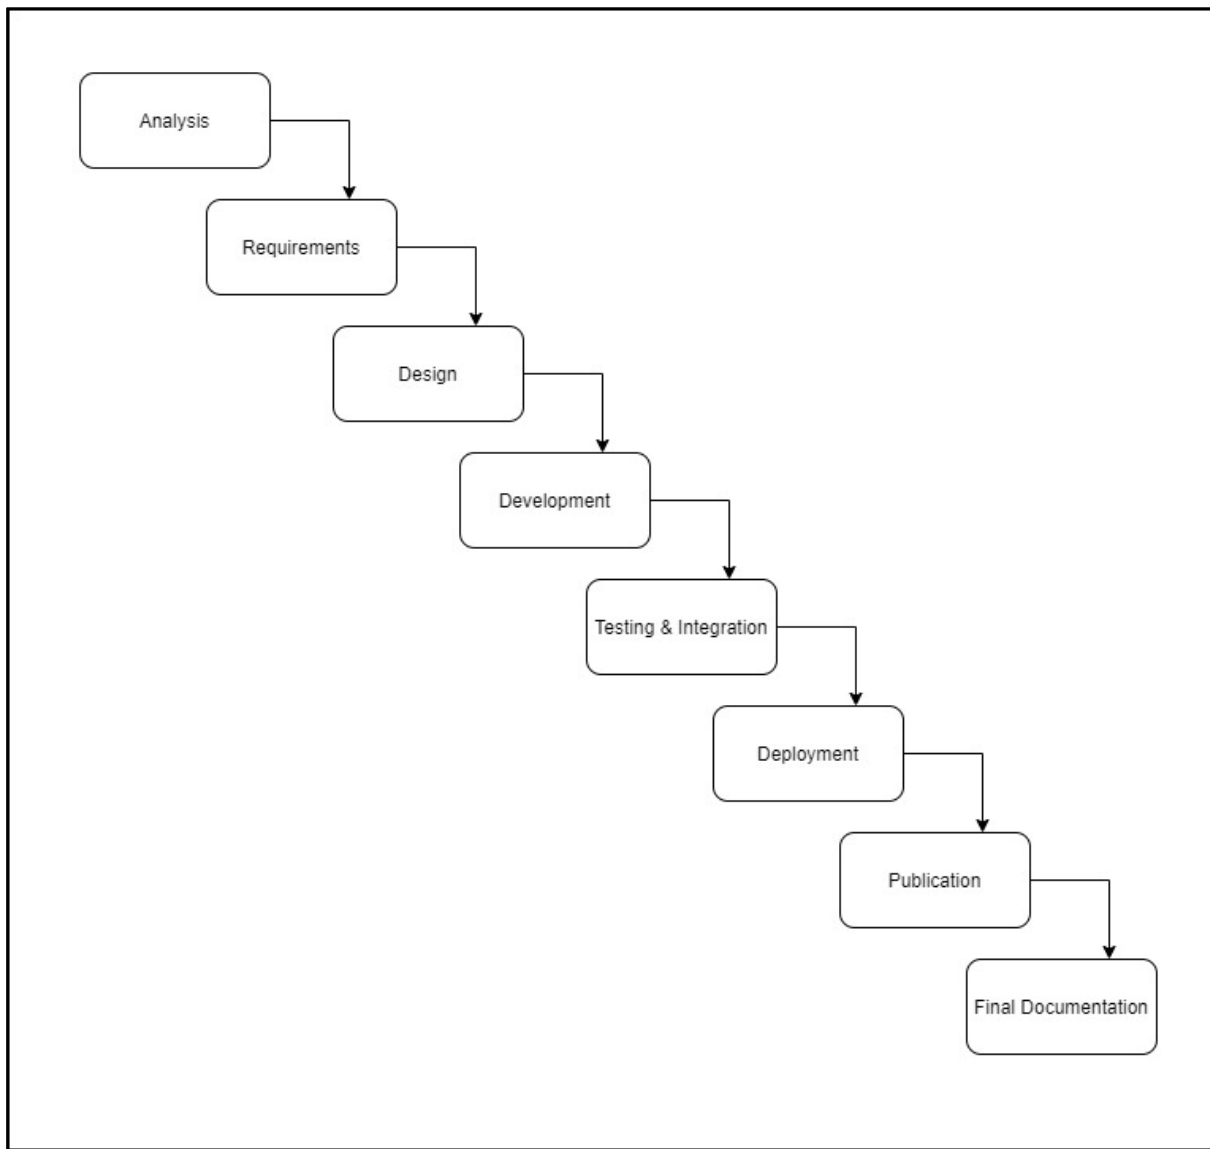 Analysis
Requirements
Design
Development
Testing & Integration
Deployment
Publication
Final Documentation